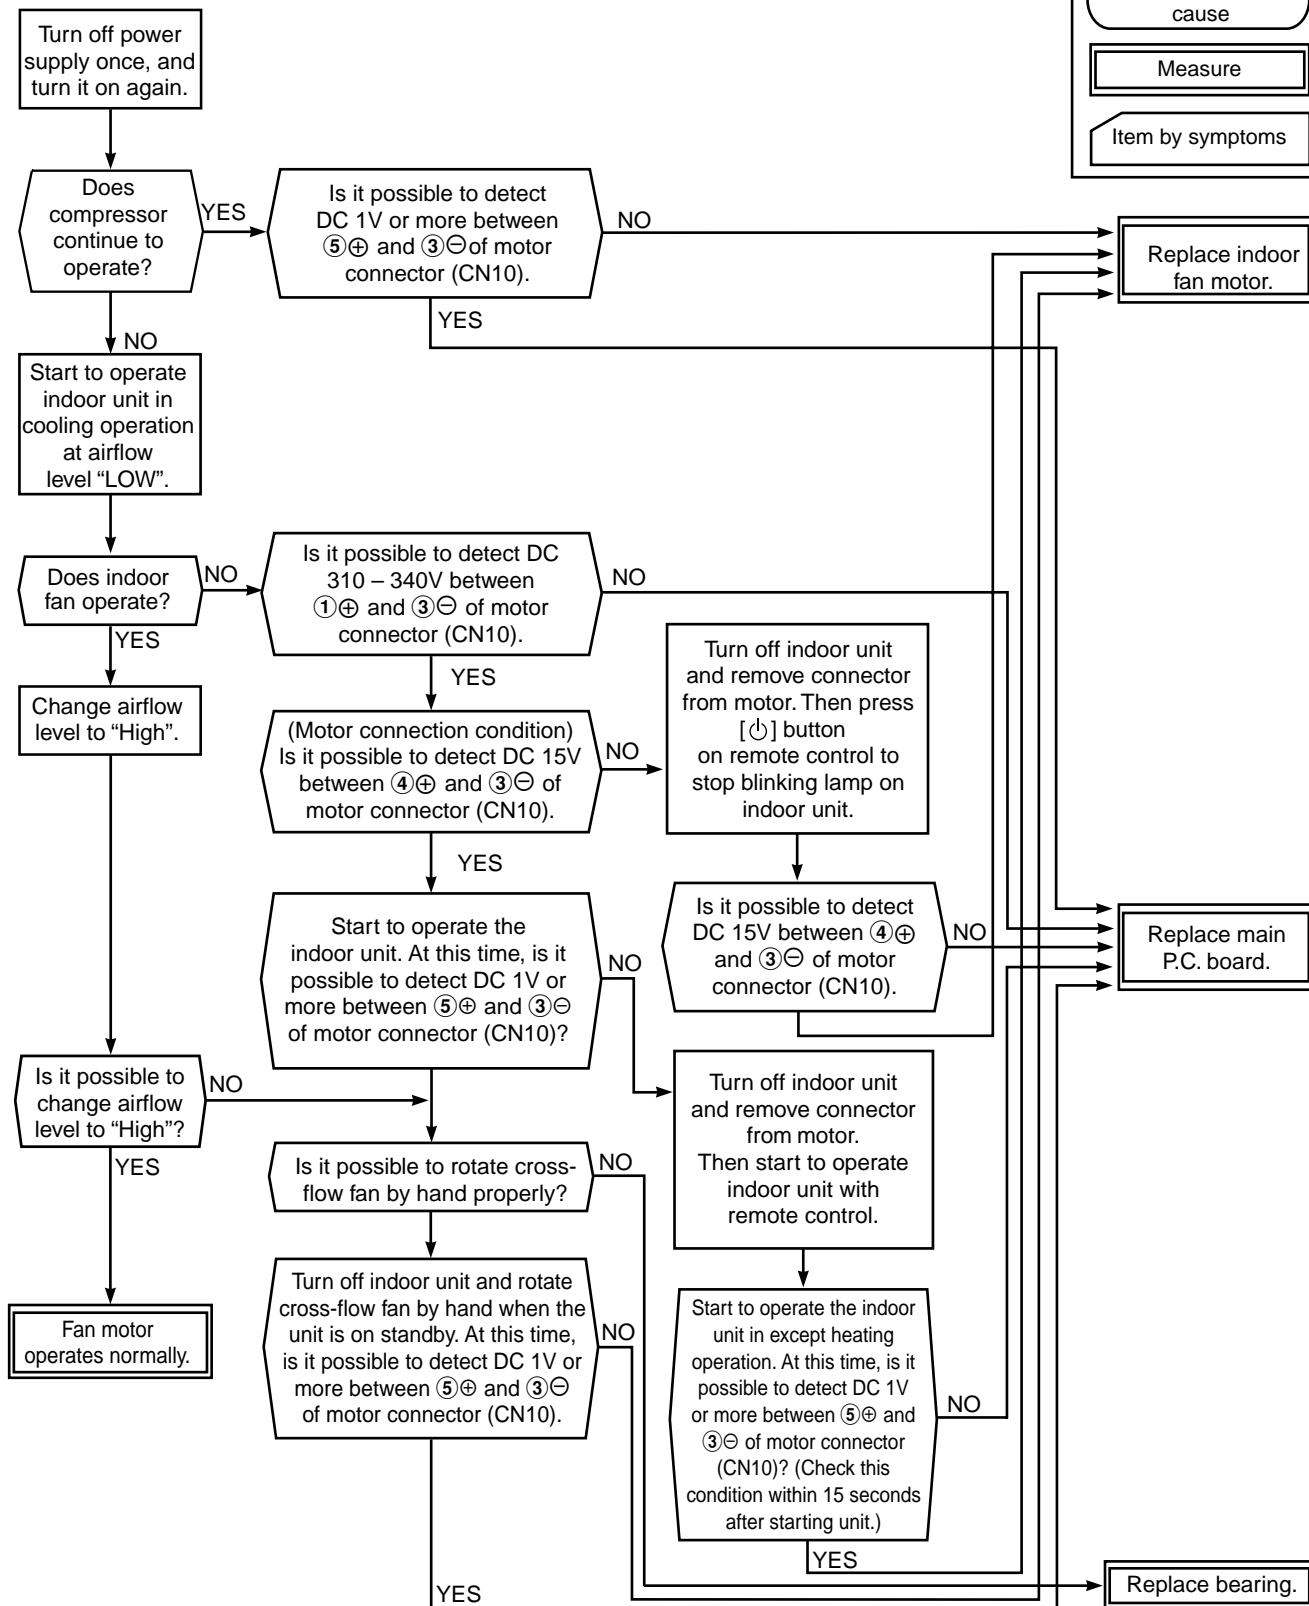 cause
Measure
Item by symptoms
Turn off power
supply once, and
turn it on again.
Does
compressor
continue to
operate?
YES
Is it possible to detect
DC 1V or more between
⑤⊕ and ③⊖ of motor
connector (CN10).
NO
Replace indoor
fan motor.
YES
NO
Start to operate
indoor unit in
cooling operation
at airflow
level “LOW”.
Does indoor
fan operate?
NO
Is it possible to detect DC
310 – 340V between
①⊕ and ③⊖ of motor
connector (CN10).
NO
YES
YES
Change airflow
level to “High”.
(Motor connection condition)
Is it possible to detect DC 15V
between ④⊕ and ③⊖ of
motor connector (CN10).
NO
Turn off indoor unit
and remove connector
from motor. Then press
[⏻] button
on remote control to
stop blinking lamp on
indoor unit.
YES
Start to operate the
indoor unit. At this time, is it
possible to detect DC 1V or
more between ⑤⊕ and ③⊖
of motor connector (CN10)?
NO
Is it possible to detect
DC 15V between ④⊕
and ③⊖ of motor
connector (CN10).
NO
Replace main
P.C. board.
Is it possible to
change airflow
level to “High”?
NO
YES
Turn off indoor unit
and remove connector
from motor.
Then start to operate
indoor unit with
remote control.
Is it possible to rotate cross-
flow fan by hand properly?
NO
Fan motor
operates normally.
Turn off indoor unit and rotate
cross-flow fan by hand when the
unit is on standby. At this time,
is it possible to detect DC 1V or
more between ⑤⊕ and ③⊖
of motor connector (CN10).
NO
Start to operate the indoor
unit in except heating
operation. At this time, is it
possible to detect DC 1V
or more between ⑤⊕ and
③⊖ of motor connector
(CN10)? (Check this
condition within 15 seconds
after starting unit.)
NO
YES
YES
Replace bearing.